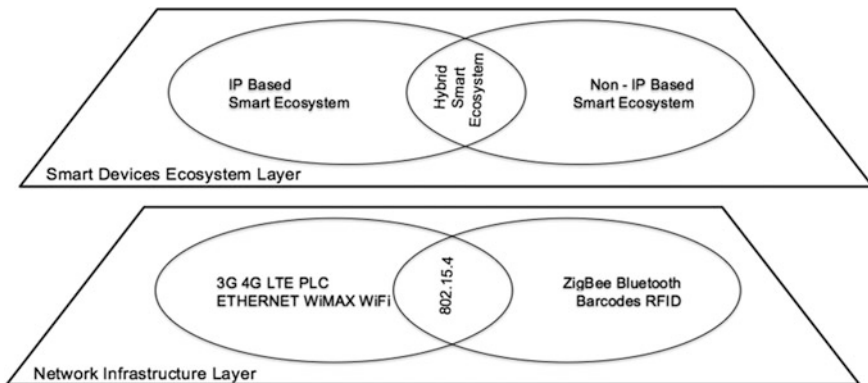 IP Based
Smart Ecosystem
Hybrid
Smart
Ecosystem
Non - IP Based
Smart Ecosystem
Smart Devices Ecosystem Layer
3G 4G LTE PLC
ETHERNET WiMAX WiFi
802.15.4
ZigBee Bluetooth
Barcodes RFID
Network Infrastructure Layer